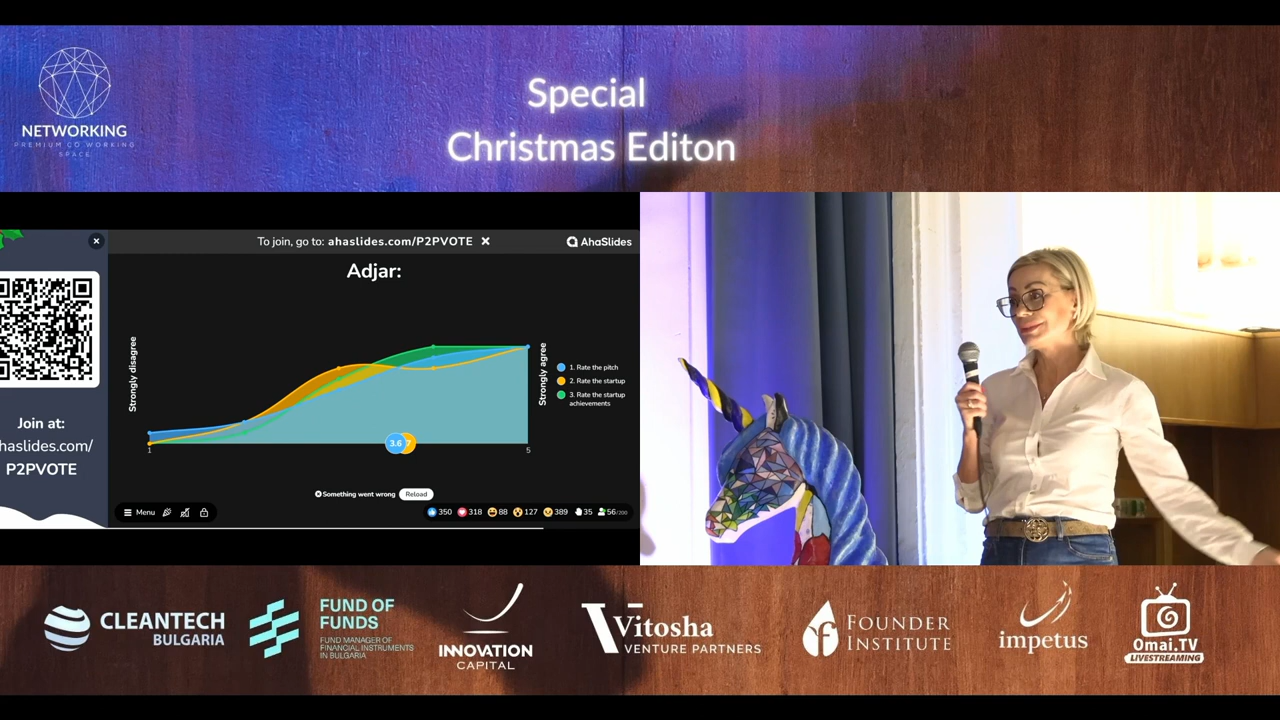 NETWORKING
PREMIUM CO WORKING
SPACE
Special
Christmas Editon
To join, go to: ahaslides.com/P2PVOTE
AhaSlides
Adjar:
Strongly disagree
Strongly agree
1. Rate the pitch
2. Rate the startup
3. Rate the startup
achievements
3.6
7
1
5
Join at:
haslides.com/
P2PVOTE
Something went wrong Reload
Menu
350 318 88 127 389 35 56/200
CLEANTECH
BULGARIA
FUND OF
FUNDS
FUND MANAGER OF
FINANCIAL INSTRUMENTS
IN BULGARIA
INNOVATION
CAPITAL
Vitosha
VENTURE PARTNERS
FOUNDER
INSTITUTE
impetus
Omai.TV
LIVESTREAMING